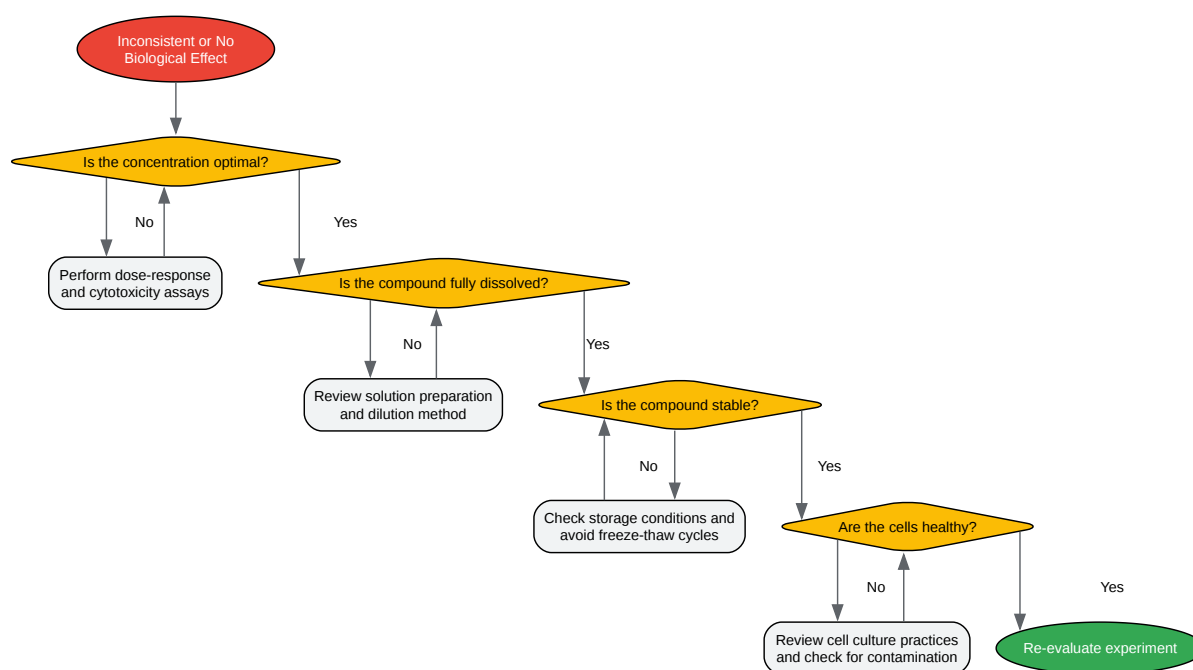 Inconsistent or No
Biological Effect
Is the concentration optimal?
No
Yes
Perform dose-response
and cytotoxicity assays
Is the compound fully dissolved?
No
Yes
Review solution preparation
and dilution method
Is the compound stable?
No
Yes
Check storage conditions and
avoid freeze-thaw cycles
Are the cells healthy?
No
Yes
Review cell culture practices
and check for contamination
Re-evaluate experiment